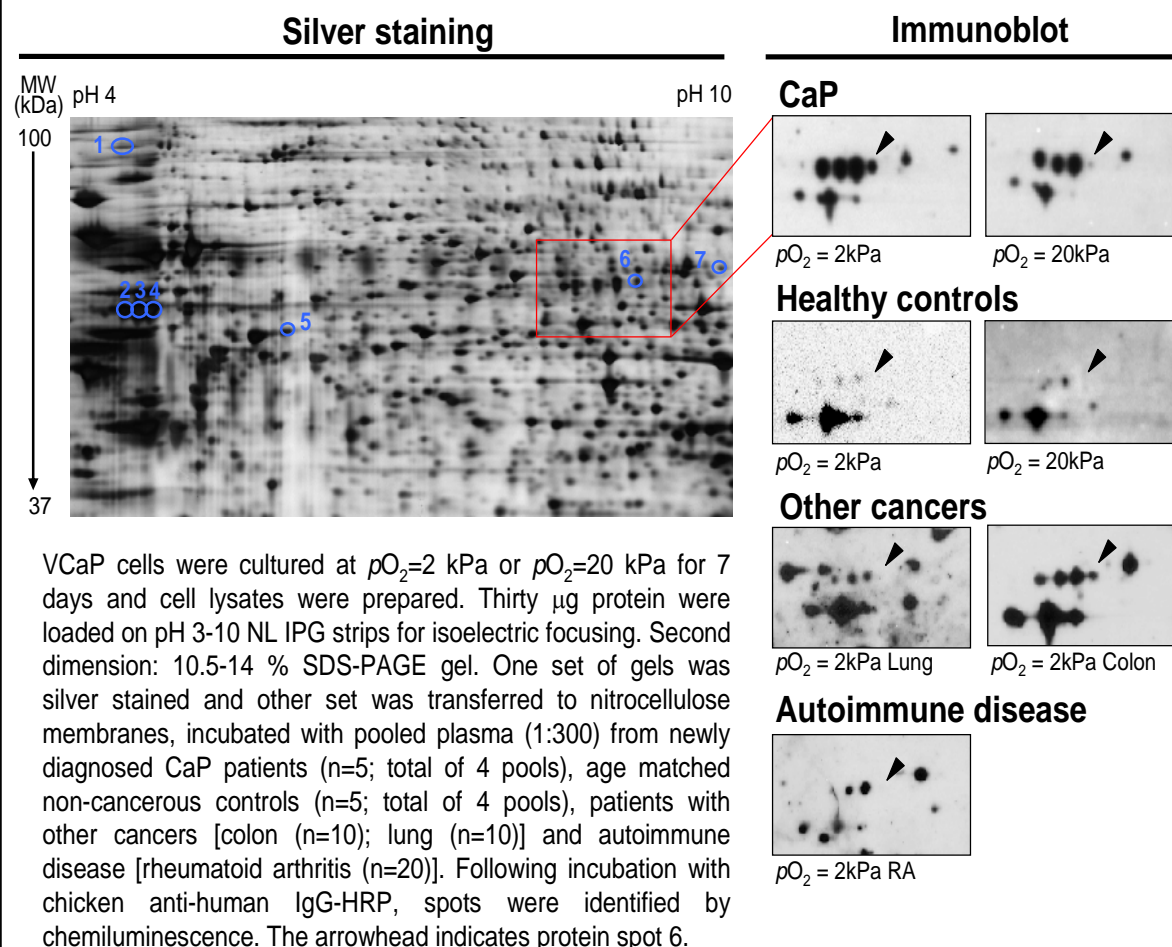 Silver staining
Immunoblot
MW
(kDa)
pH 4
pH 10
100
37
1
2 3 4
5
6
7
CaP
pO2 = 2kPa
pO2 = 20kPa
Healthy controls
pO2 = 2kPa
pO2 = 20kPa
Other cancers
pO2 = 2kPa Lung
pO2 = 2kPa Colon
Autoimmune disease
pO2 = 2kPa RA
VCaP cells were cultured at pO2=2 kPa or pO2=20 kPa for 7
days and cell lysates were prepared. Thirty µg protein were
loaded on pH 3-10 NL IPG strips for isoelectric focusing. Second
dimension: 10.5-14 % SDS-PAGE gel. One set of gels was
silver stained and other set was transferred to nitrocellulose
membranes, incubated with pooled plasma (1:300) from newly
diagnosed CaP patients (n=5; total of 4 pools), age matched
non-cancerous controls (n=5; total of 4 pools), patients with
other cancers [colon (n=10); lung (n=10)] and autoimmune
disease [rheumatoid arthritis (n=20)]. Following incubation with
chicken anti-human IgG-HRP, spots were identified by
chemiluminescence. The arrowhead indicates protein spot 6.